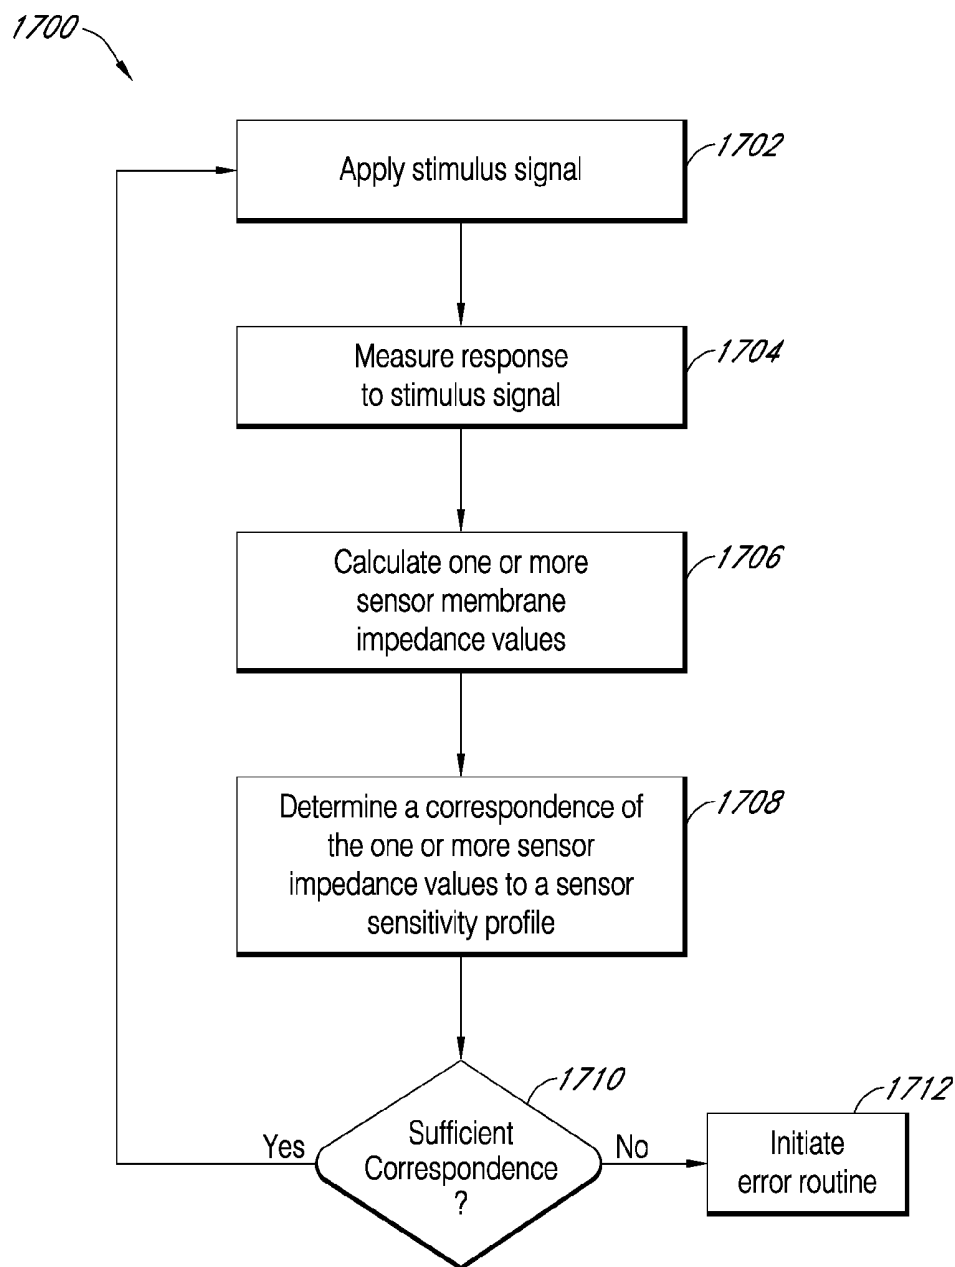 1700
Apply stimulus signal
1702
Measure response
to stimulus signal
1704
Calculate one or more
sensor membrane
impedance values
1706
Determine a correspondence of
the one or more sensor
impedance values to a sensor
sensitivity profile
1708
Sufficient
Correspondence
?
1710
Yes
No
Initiate
error routine
1712